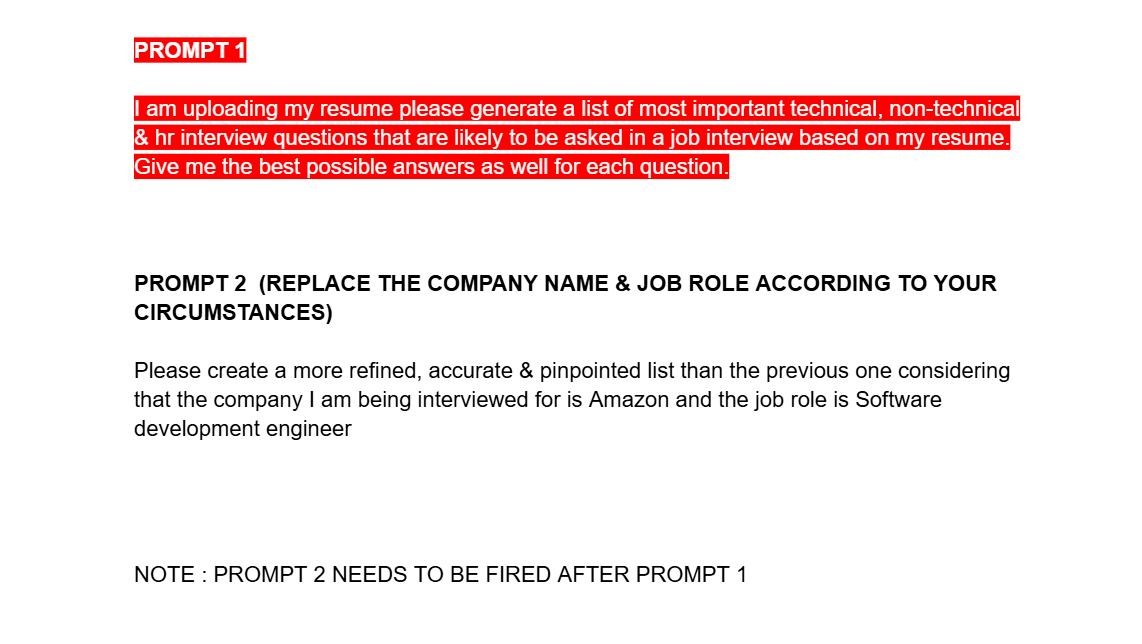 PROMPT 1
I am uploading my resume please generate a list of most important technical, non-technical
& hr interview questions that are likely to be asked in a job interview based on my resume.
Give me the best possible answers as well for each question.
PROMPT 2  (REPLACE THE COMPANY NAME & JOB ROLE ACCORDING TO YOUR
CIRCUMSTANCES)
Please create a more refined, accurate & pinpointed list than the previous one considering
that the company I am being interviewed for is Amazon and the job role is Software
development engineer
NOTE : PROMPT 2 NEEDS TO BE FIRED AFTER PROMPT 1